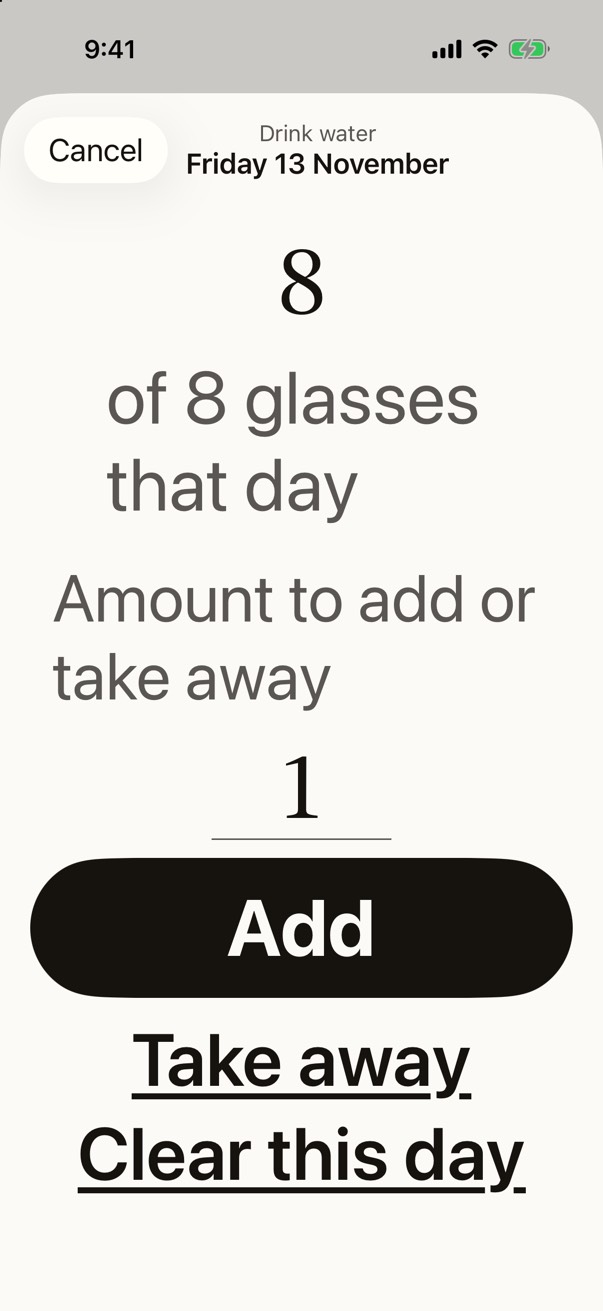 9:41
Cancel
Drink water
Friday 13 November
8
of 8 glasses
that day
Amount to add or
take away
1
Add
Take away
Clear this day